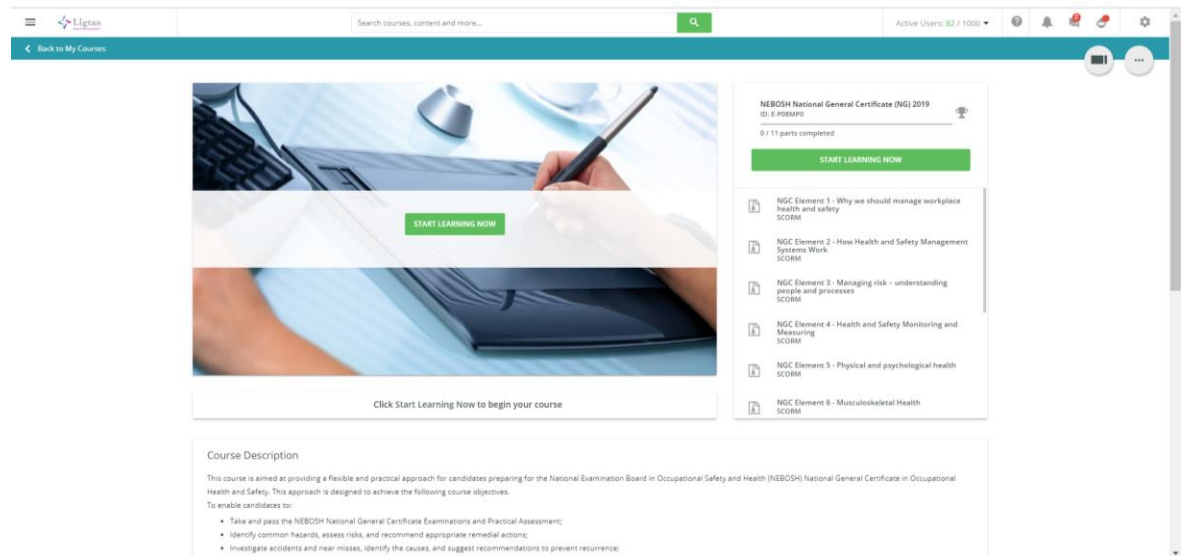 Ligtas
Search courses, content and more...
Active Users: 82 / 1000
Back to My Courses
START LEARNING NOW
Click Start Learning Now to begin your course
NEBOSH National General Certificate (NG) 2019
ID: E-P08MP0
0 / 11 parts completed
START LEARNING NOW
NGC Element 1 - Why we should manage workplace
health and safety
SCORM
NGC Element 2 - How Health and Safety Management
Systems Work
SCORM
NGC Element 3 - Managing risk – understanding
people and processes
SCORM
NGC Element 4 - Health and Safety Monitoring and
Measuring
SCORM
NGC Element 5 - Physical and psychological health
SCORM
NGC Element 6 - Musculoskeletal Health
SCORM
Course Description
This course is aimed at providing a flexible and practical approach for candidates preparing for the National Examination Board in Occupational Safety and Health (NEBOSH) National General Certificate in Occupational
Health and Safety. This approach is designed to achieve the following course objectives.
To enable candidates to:
• Take and pass the NEBOSH National General Certificate Examinations and Practical Assessment;
• Identify common hazards, assess risks, and recommend appropriate remedial actions;
• Investigate accidents and near misses, identify the causes, and suggest recommendations to prevent recurrence;